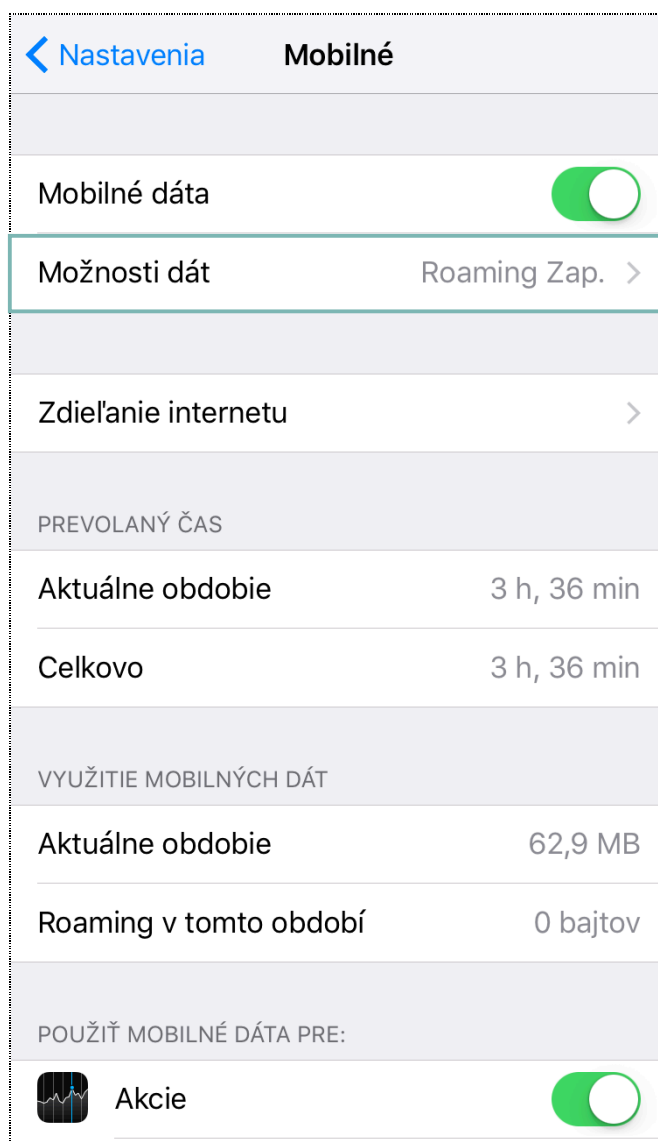 Nastavenia Mobilné
Mobilné dáta
Možnosti dát Roaming Zap.
Zdieľanie internetu
PREVOLANÝ ČAS
Aktuálne obdobie 3 h, 36 min
Celkovo 3 h, 36 min
VYUŽITIE MOBILNÝCH DÁT
Aktuálne obdobie 62,9 MB
Roaming v tomto období 0 bajtov
POUŽIŤ MOBILNÉ DÁTA PRE:
Akcie